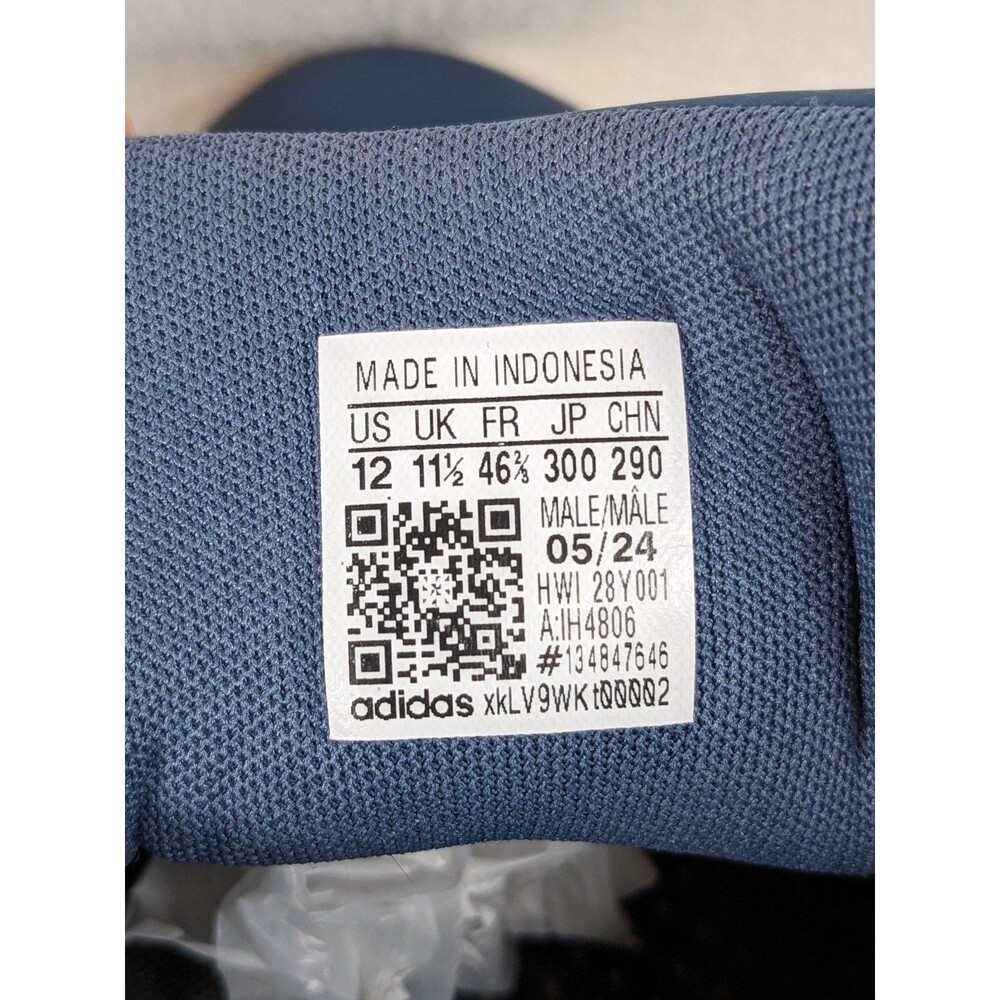 MADE IN INDONESIA
US UK FR JP CHN
12 11½ 46⅔ 300 290
MALE/MÂLE
05/24
HWI 28Y001
A:IH4806
#134847646
adidas xkLV9WKt00002